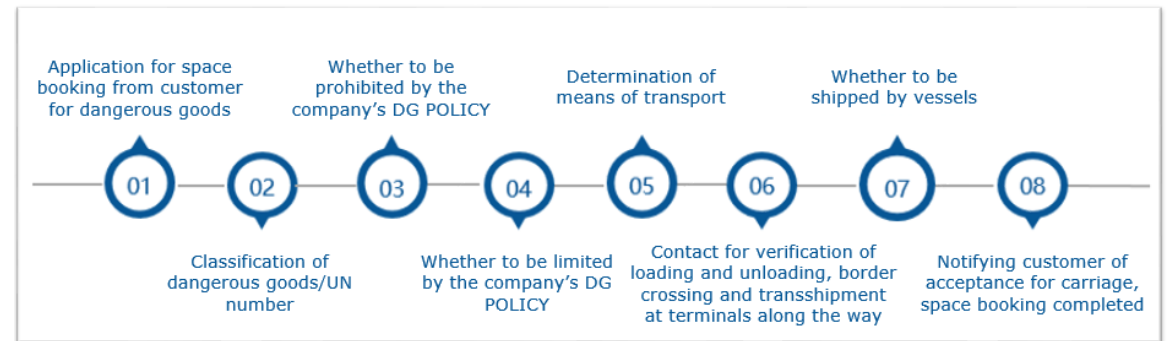 Application for space
booking from customer
for dangerous goods
01
02
Classification of
dangerous goods/UN
number
Whether to be
prohibited by the
company's DG POLICY
03
04
Whether to be limited
by the company's DG
POLICY
Determination of
means of transport
05
06
Contact for verification of
loading and unloading, border
crossing and transshipment
at terminals along the way
Whether to be
shipped by vessels
07
08
Notifying customer of
acceptance for carriage,
space booking completed